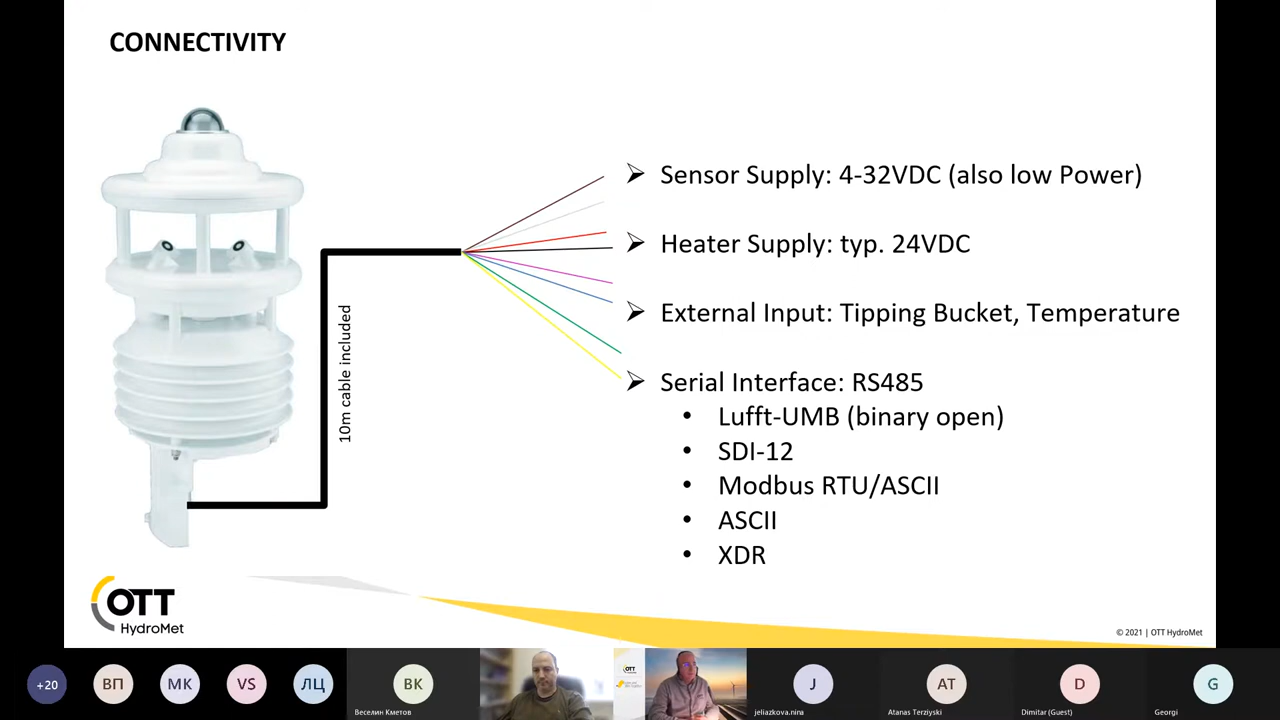 CONNECTIVITY
Sensor Supply: 4-32VDC (also low Power)
Heater Supply: typ. 24VDC
External Input: Tipping Bucket, Temperature
10m cable included
Serial Interface: RS485
• Lufft-UMB (binary open)
• SDI-12
• Modbus RTU/ASCII
• ASCII
• XDR
OTT
HydroMet
© 2021 | OTT HydroMet
+20
ВП
МК
VS
ЛЦ
ВК
Веселин Кметов
OTT
J
jeliazkova.nina
AT
Atanas Terziyski
D
Dimitar (Guest)
G
Georgi